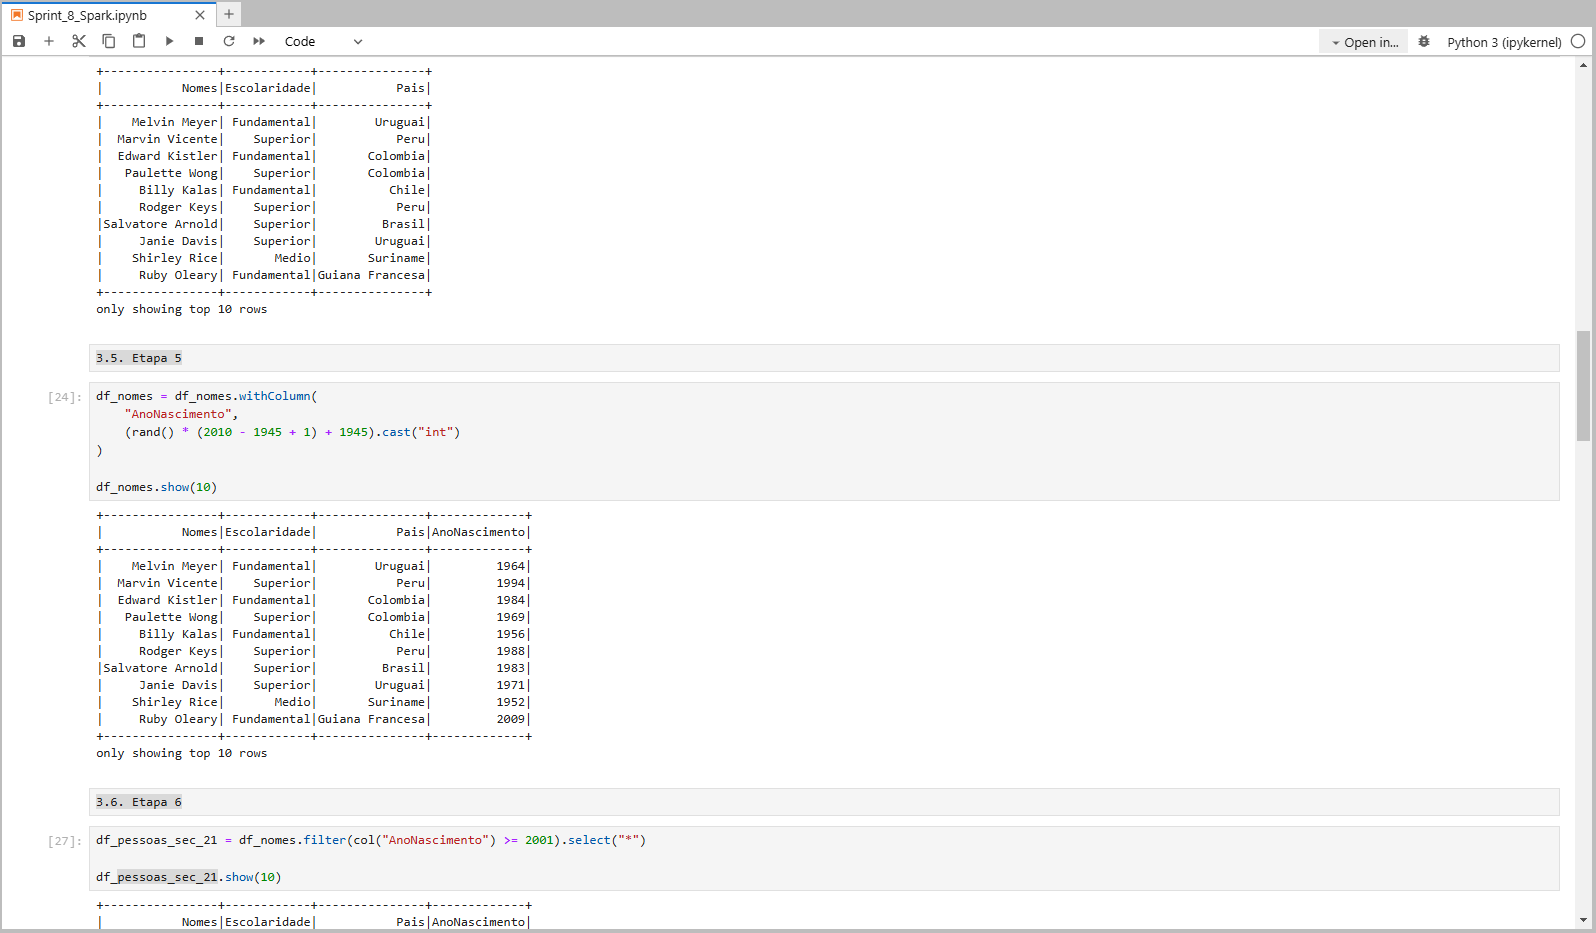 Sprint_8_Spark.ipynb
Code
Open in...
Python 3 (ipykernel)
+----------------+-----------+---------------+
|           Nomes|Escolaridade|           Pais|
+----------------+-----------+---------------+
|    Melvin Meyer| Fundamental|        Uruguai|
|  Marvin Vicente|    Superior|           Peru|
|  Edward Kistler| Fundamental|       Colombia|
|   Paulette Wong|    Superior|       Colombia|
|     Billy Kalas| Fundamental|          Chile|
|     Rodger Keys|    Superior|           Peru|
|Salvatore Arnold|    Superior|         Brasil|
|     Janie Davis|    Superior|        Uruguai|
|    Shirley Rice|       Medio|       Suriname|
|     Ruby Oleary| Fundamental|Guiana Francesa|
+----------------+------------+---------------+
only showing top 10 rows
3.5. Etapa 5
[24]:
df_nomes = df_nomes.withColumn(
    "AnoNascimento",
    (rand() * (2010 - 1945 + 1) + 1945).cast("int")
)
df_nomes.show(10)
+----------------+------------+---------------+-------------+
|           Nomes|Escolaridade|           Pais|AnoNascimento|
+----------------+------------+---------------+-------------+
|    Melvin Meyer| Fundamental|        Uruguai|         1964|
|  Marvin Vicente|    Superior|           Peru|         1994|
|  Edward Kistler| Fundamental|       Colombia|         1984|
|   Paulette Wong|    Superior|       Colombia|         1969|
|     Billy Kalas| Fundamental|          Chile|         1956|
|     Rodger Keys|    Superior|           Peru|         1988|
|Salvatore Arnold|    Superior|         Brasil|         1983|
|     Janie Davis|    Superior|        Uruguai|         1971|
|    Shirley Rice|       Medio|       Suriname|         1952|
|     Ruby Oleary| Fundamental|Guiana Francesa|         2009|
+----------------+------------+---------------+-------------+
only showing top 10 rows
3.6. Etapa 6
[27]:
df_pessoas_sec_21 = df_nomes.filter(col("AnoNascimento") >= 2001).select("*")
df_pessoas_sec_21.show(10)
+----------------+------------+---------------+-------------+
|           Nomes|Escolaridade|           Pais|AnoNascimento|